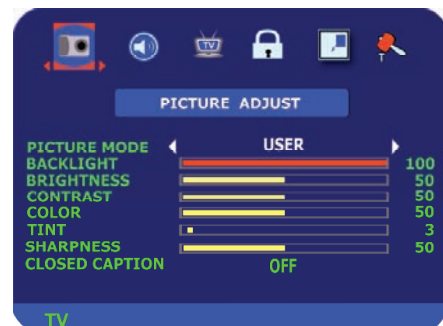 TV
PICTURE ADJUST
PICTURE MODE USER
BACKLIGHT 100
BRIGHTNESS 50
CONTRAST 50
COLOR 50
TINT 3
SHARPNESS 50
CLOSED CAPTION OFF
TV